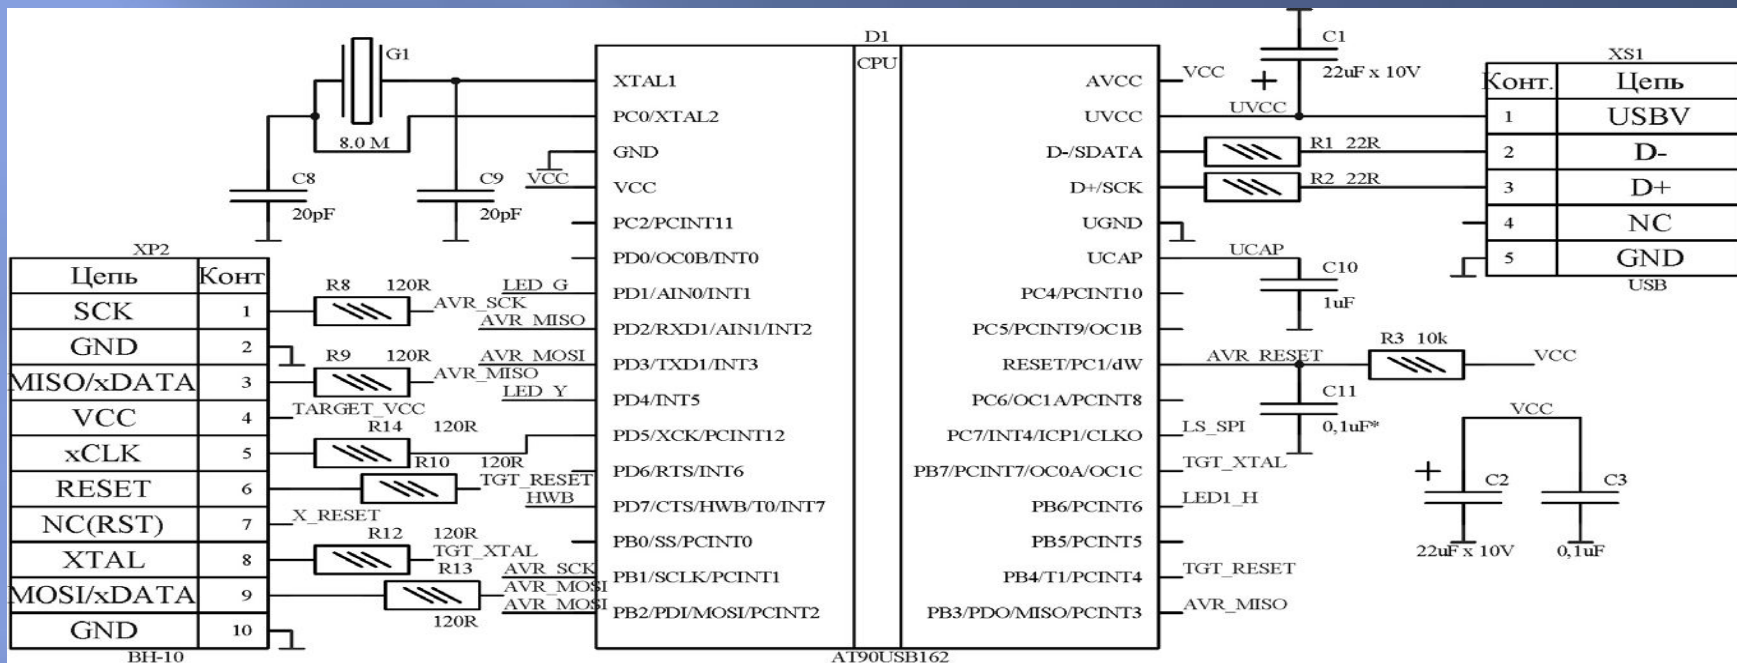 D1
CPU
AT90USB162
G1
8.0 M
C8
20pF
C9
20pF
VCC
XTAL1
PC0/XTAL2
GND
VCC
PC2/PCINT11
PD0/OC0B/INT0
PD1/AIN0/INT1
PD2/RXD1/AIN1/INT2
PD3/TXD1/INT3
PD4/INT5
PD5/XCK/PCINT12
PD6/RTS/INT6
PD7/CTS/HWB/T0/INT7
PB0/SS/PCINT0
PB1/SCLK/PCINT1
PB2/PDI/MOSI/PCINT2
LED_G
AVR_MISO
AVR_MOSI
LED_Y
HWB
AVR_SCK
AVR_MOSI
AVR_MOSI
XP2
Цепь Конт
SCK 1
GND 2
MISO/xDATA 3
VCC 4
xCLK 5
RESET 6
NC(RST) 7
XTAL 8
MOSI/xDATA 9
GND 10
BH-10
R8 120R
AVR_SCK
R9 120R
AVR_MISO
TARGET_VCC
R14 120R
R10 120R
TGT_RESET
X_RESET
R12 120R
TGT_XTAL
R13
120R
AVCC
UVCC
D-/SDATA
D+/SCK
UGND
UCAP
PC4/PCINT10
PC5/PCINT9/OC1B
RESET/PC1/dW
PC6/OC1A/PCINT8
PC7/INT4/ICP1/CLKO
PB7/PCINT7/OC0A/OC1C
PB6/PCINT6
PB5/PCINT5
PB4/T1/PCINT4
PB3/PDO/MISO/PCINT3
VCC
UVCC
UCAP
AVR_RESET
LS_SPI
TGT_XTAL
LED1_H
TGT_RESET
AVR_MISO
C1
+ 22uF x 10V
R1 22R
R2 22R
C10
1uF
R3 10k
VCC
C11
0,1uF*
VCC
+ C2
22uF x 10V
C3
0,1uF
XS1
Конт. Цепь
1 USBV
2 D-
3 D+
4 NC
5 GND
USB